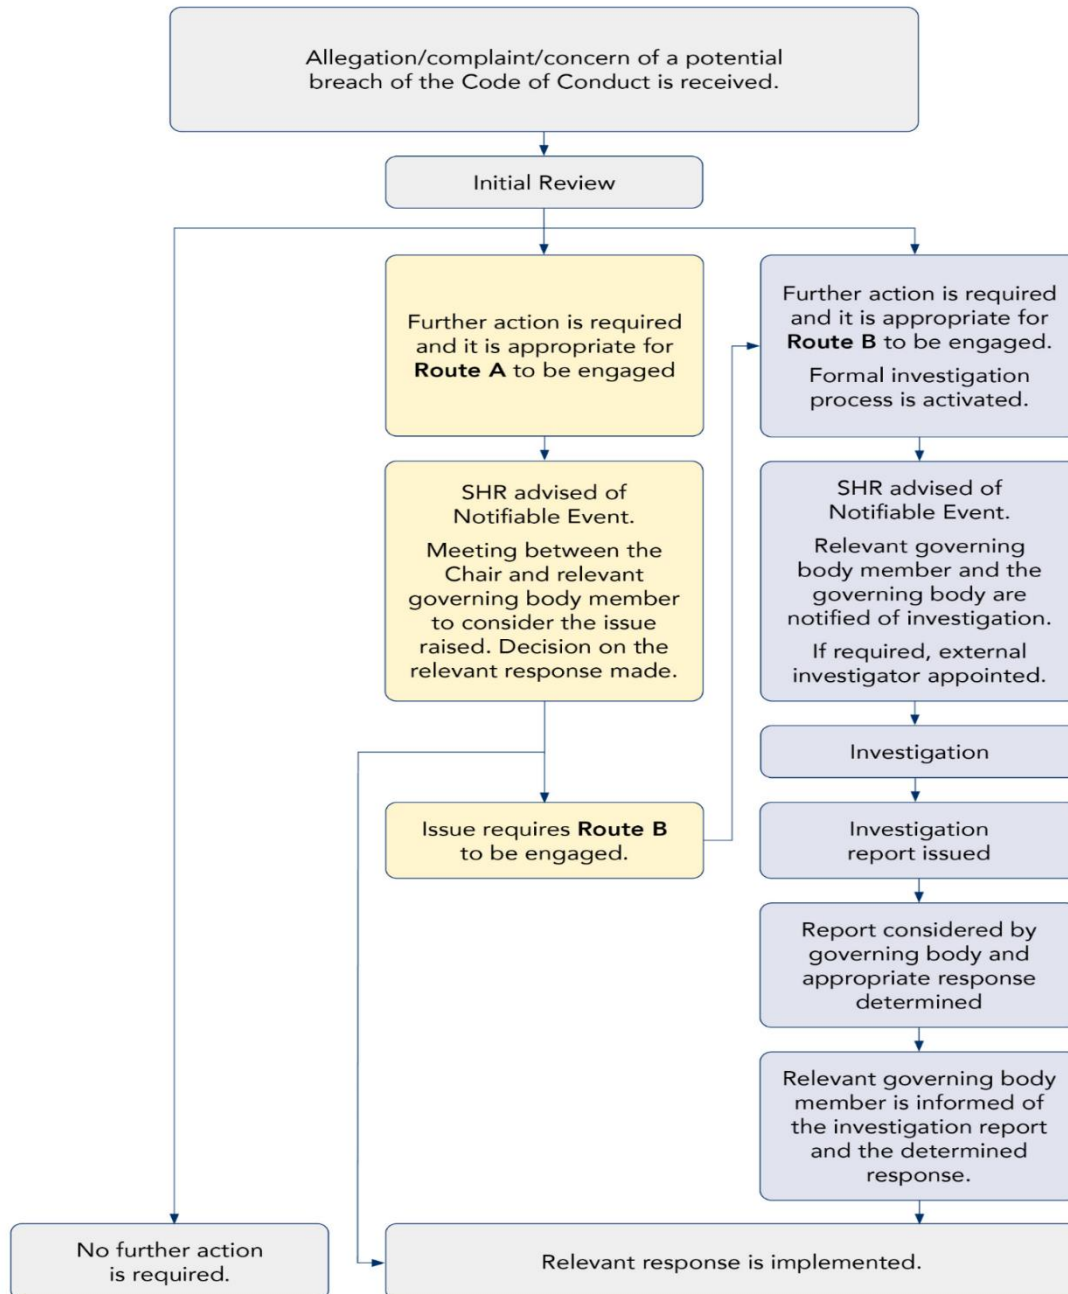 Allegation/complaint/concern of a potential
breach of the Code of Conduct is received.
Initial Review
Further action is required
and it is appropriate for
Route A to be engaged
SHR advised of
Notifiable Event.
Meeting between the
Chair and relevant
governing body member
to consider the issue
raised. Decision on the
relevant response made.
Issue requires Route B
to be engaged.
Further action is required
and it is appropriate for
Route B to be engaged.
Formal investigation
process is activated.
SHR advised of
Notifiable Event.
Relevant governing
body member and the
governing body are
notified of investigation.
If required, external
investigator appointed.
Investigation
Investigation
report issued
Report considered by
governing body and
appropriate response
determined
Relevant governing body
member is informed of
the investigation report
and the determined
response.
No further action
is required.
Relevant response is implemented.